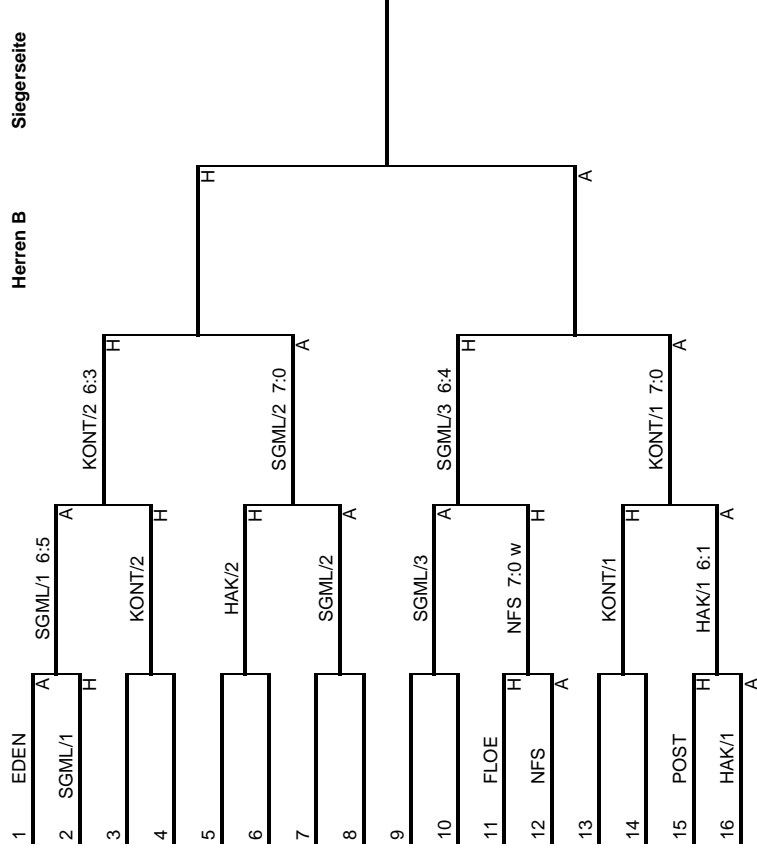 Herren B
Siegerseite
1 EDEN
A
2 SGML/1
H
3
4
5
6
7
8
9
10
11 FLOE
H
12 NFS
A
13
14
15 POST
H
16 HAK/1
A
SGML/1 6:5
A
KONT/2
H
HAK/2
H
SGML/2
A
SGML/3
A
NFS 7:0 w
H
KONT/1
H
HAK/1 6:1
A
KONT/2 6:3
H
SGML/2 7:0
A
SGML/3 6:4
H
KONT/1 7:0
A
H
A